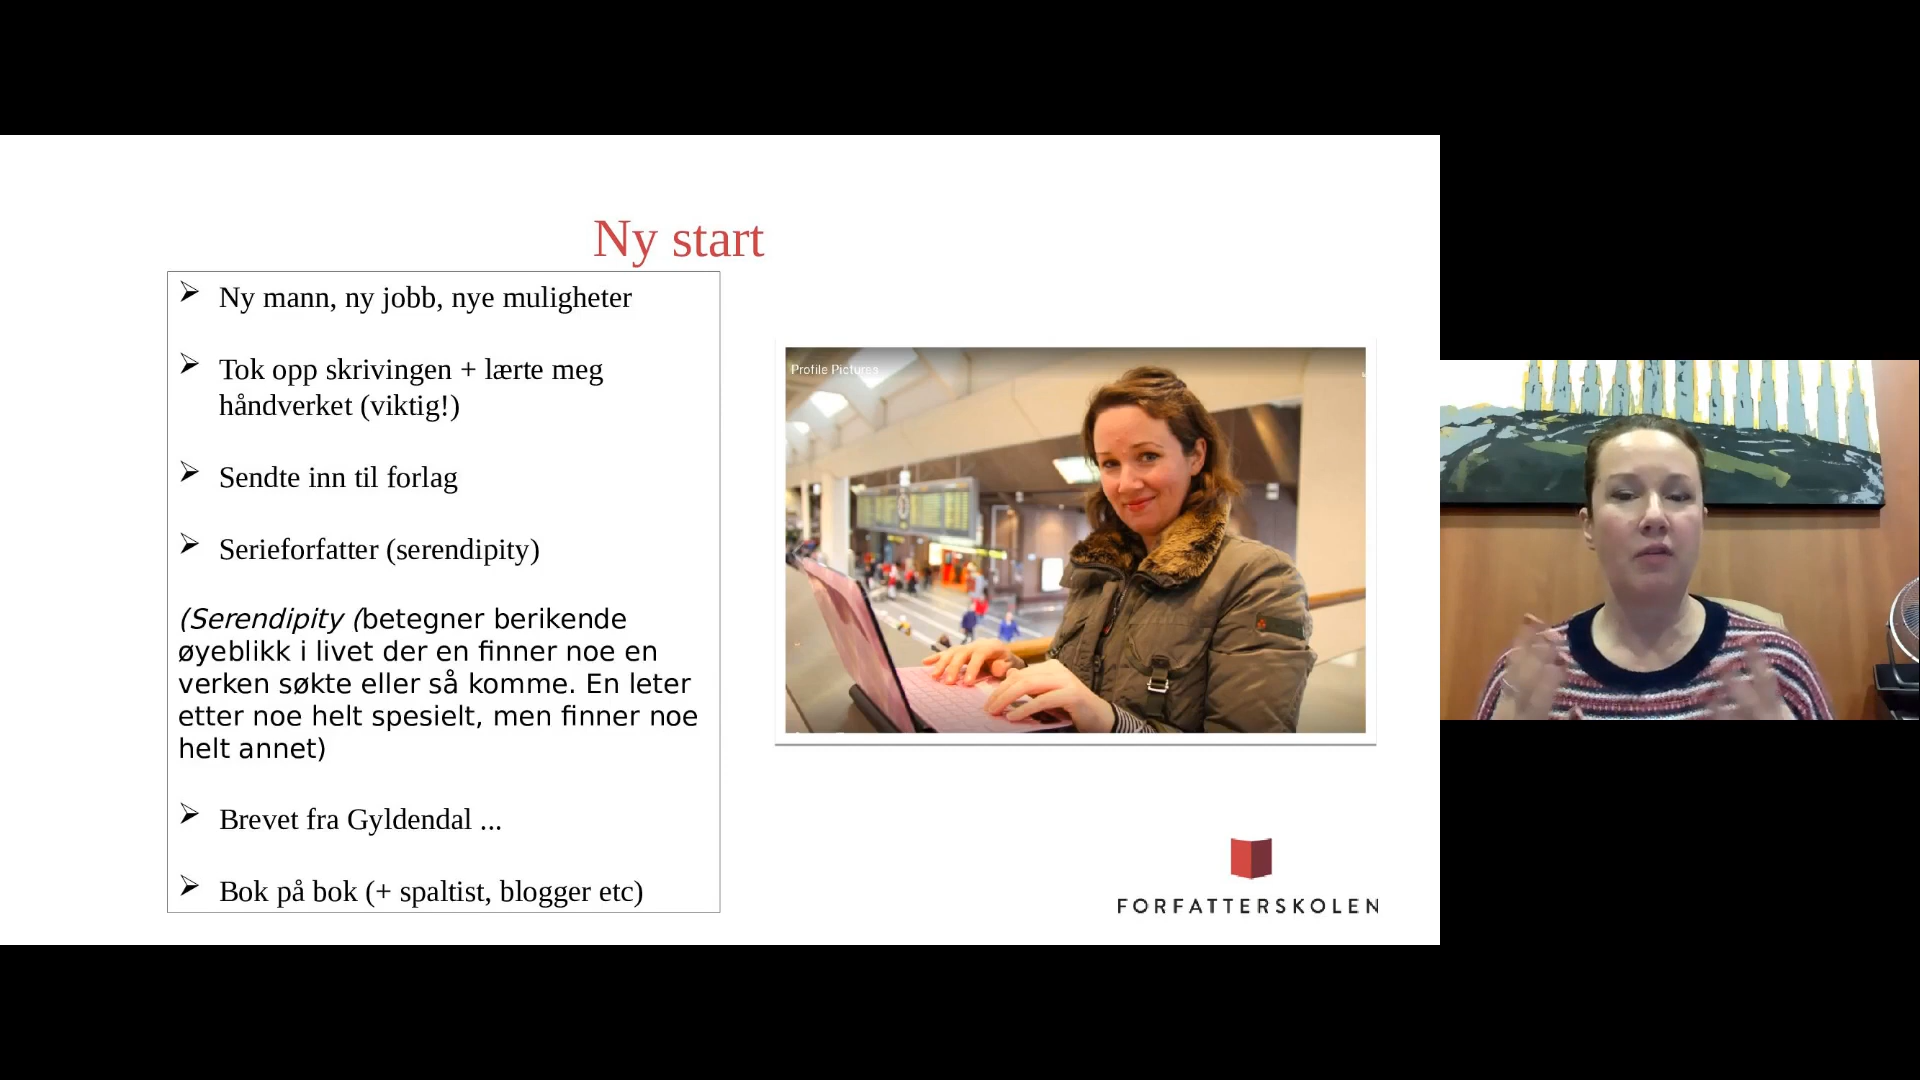 Ny start
Ny mann, ny jobb, nye muligheter
Tok opp skrivingen + lærte meg
håndverket (viktig!)
Sendte inn til forlag
Serieforfatter (serendipity)
(Serendipity (betegner berikende
øyeblikk i livet der en finner noe en
verken søkte eller så komme. En leter
etter noe helt spesielt, men finner noe
helt annet)
Brevet fra Gyldendal ...
Bok på bok (+ spaltist, blogger etc)
Profile Pictures
FORFATTERSKOLEN